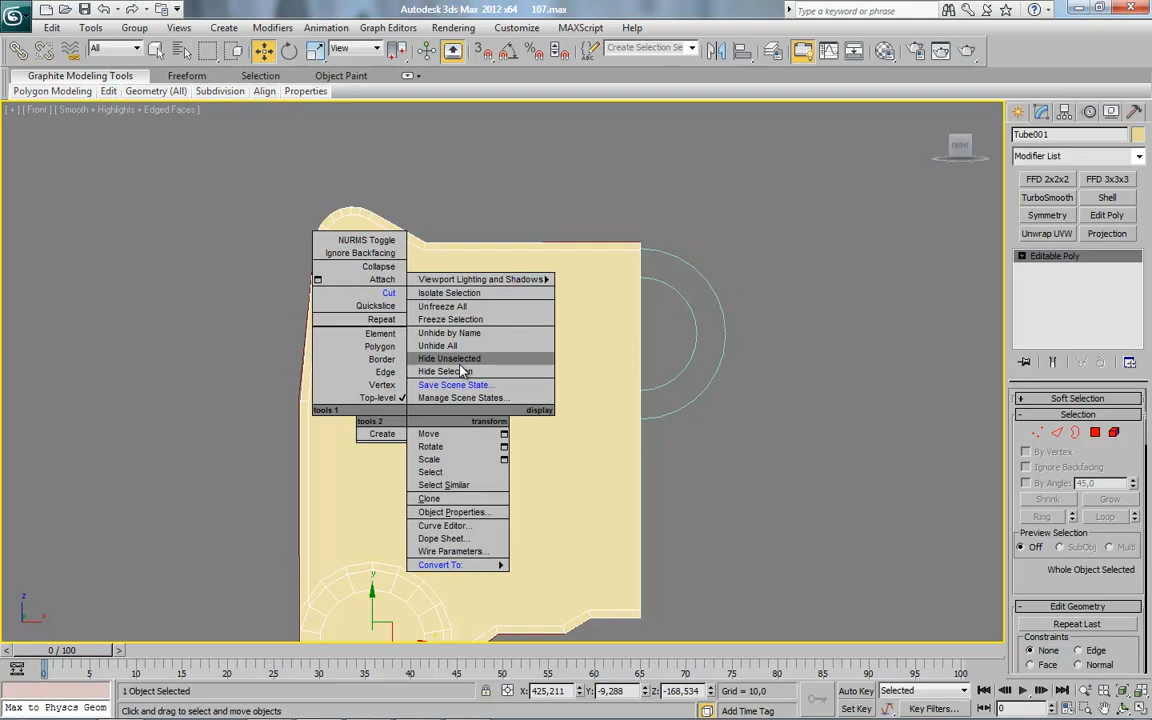 Autodesk 3ds Max 2012 x64    107.max
Type a keyword or phrase
Edit Tools Group Views Create Modifiers Animation Graph Editors Rendering Customize MAXScript Help
All View Create Selection Se
Graphite Modeling Tools Freeform Selection Object Paint
Polygon Modeling Edit Geometry (All) Subdivision Align Properties
[ + ] [ Front ] [ Smooth + Highlights + Edged Faces ]
FRONT
Tube001
Modifier List
FFD 2x2x2 FFD 3x3x3
TurboSmooth Shell
Symmetry Edit Poly
Unwrap UVW Projection
Editable Poly
NURMS Toggle
Ignore Backfacing
Collapse
Attach
Cut
Quickslice
Repeat
Element
Polygon
Border
Edge
Vertex
Top-level
tools 1
Viewport Lighting and Shadows
Isolate Selection
Unfreeze All
Freeze Selection
Unhide by Name
Unhide All
Hide Unselected
Hide Selection
Save Scene State...
Manage Scene States...
display
tools 2
Create
transform
Move
Rotate
Scale
Select
Select Similar
Clone
Object Properties...
Curve Editor...
Dope Sheet...
Wire Parameters...
Convert To:
y
z
x
Soft Selection
Selection
By Vertex
Ignore Backfacing
By Angle: 45,0
Shrink Grow
Ring Loop
Preview Selection
Off SubObj Multi
Whole Object Selected
Edit Geometry
Repeat Last
Constraints
None Edge
Face Normal
0 / 100
0 5 10 15 20 25 30 35 40 45 50 55 60 65 70 75 80 85 90 95 100
1 Object Selected X: 425,211 Y: -9,288 Z: -168,534 Grid = 10,0 Auto Key Selected
Max to Physcs Geom Click and drag to select and move objects Add Time Tag Set Key Key Filters... 0